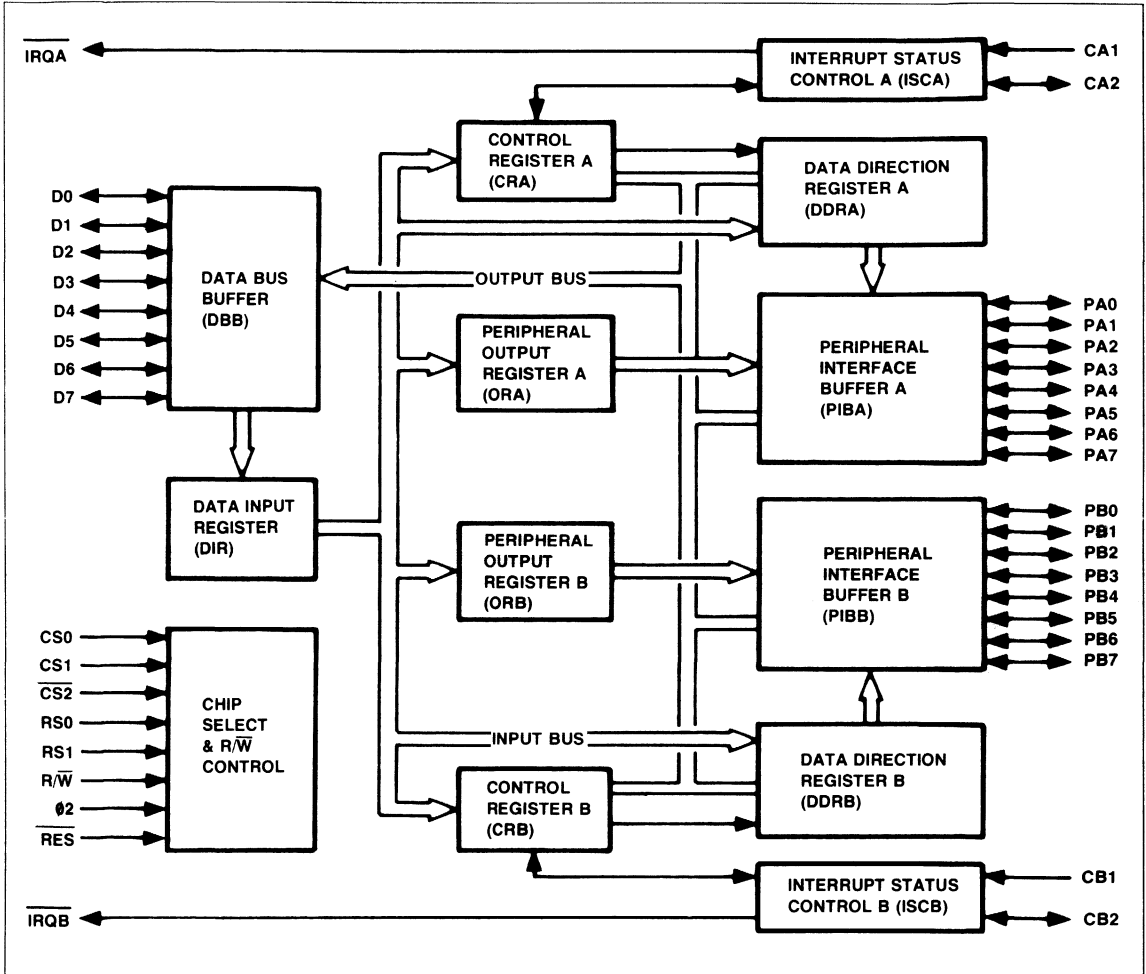 IRQA
INTERRUPT STATUS
CONTROL A (ISCA)
CA1
CA2
CONTROL
REGISTER A
(CRA)
DATA DIRECTION
REGISTER A
(DDRA)
D0
D1
D2
D3
D4
D5
D6
D7
DATA BUS
BUFFER
(DBB)
OUTPUT BUS
PERIPHERAL
OUTPUT
REGISTER A
(ORA)
PERIPHERAL
INTERFACE
BUFFER A
(PIBA)
PA0
PA1
PA2
PA3
PA4
PA5
PA6
PA7
DATA INPUT
REGISTER
(DIR)
PERIPHERAL
OUTPUT
REGISTER B
(ORB)
PERIPHERAL
INTERFACE
BUFFER B
(PIBB)
PB0
PB1
PB2
PB3
PB4
PB5
PB6
PB7
CS0
CS1
CS2
RS0
RS1
R/W
Ø2
RES
CHIP
SELECT
& R/W
CONTROL
INPUT BUS
CONTROL
REGISTER B
(CRB)
DATA DIRECTION
REGISTER B
(DDRB)
IRQB
INTERRUPT STATUS
CONTROL B (ISCB)
CB1
CB2